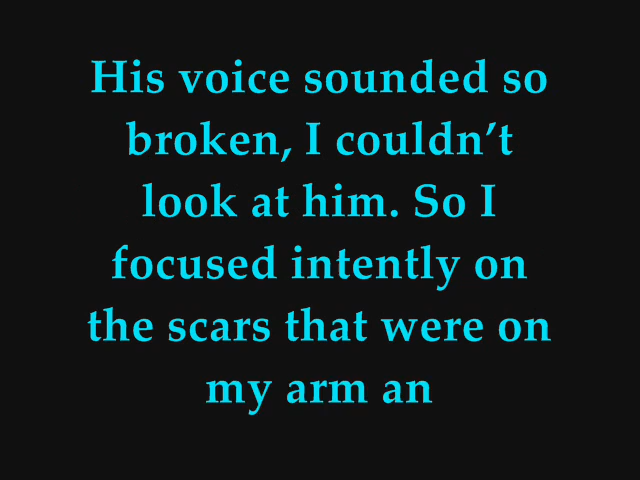 His voice sounded so
broken, I couldn’t
look at him. So I
focused intently on
the scars that were on
my arm an